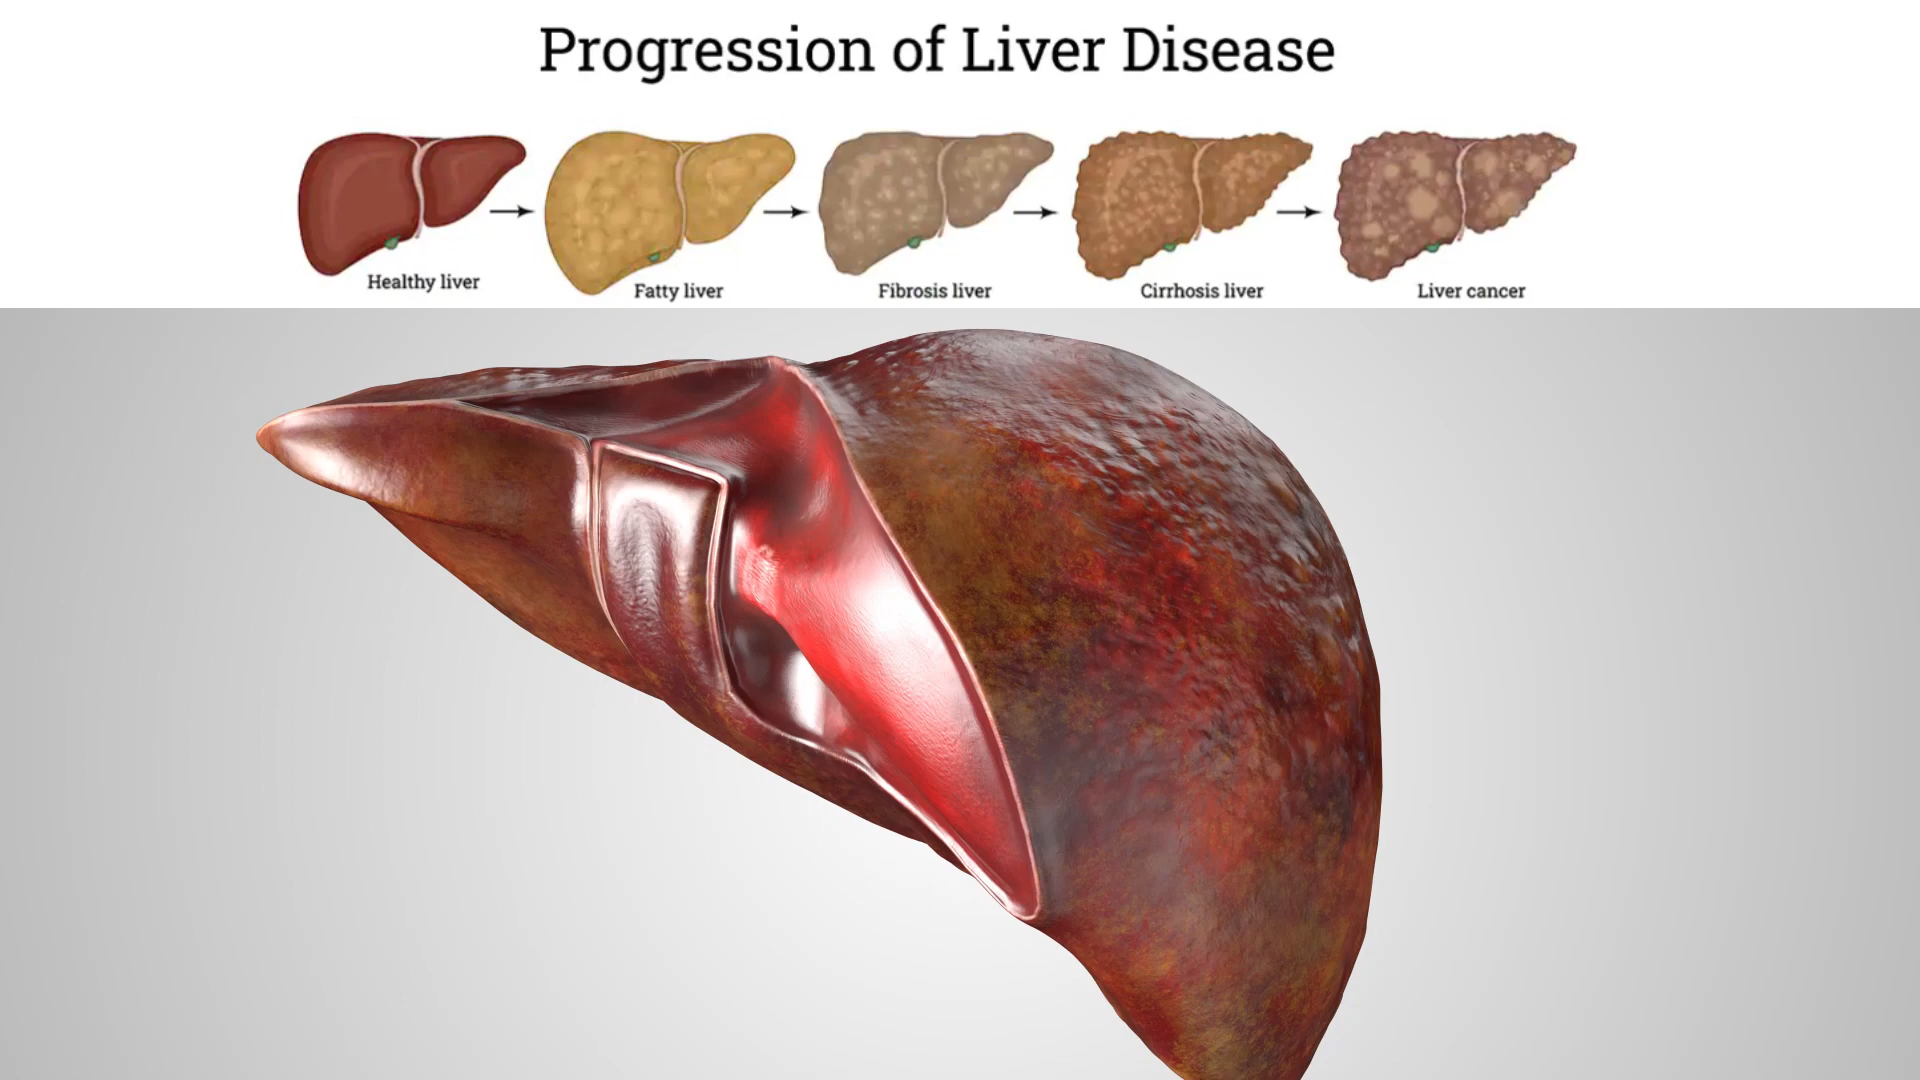 Progression of Liver Disease
Healthy liver
Fatty liver
Fibrosis liver
Cirrhosis liver
Liver cancer